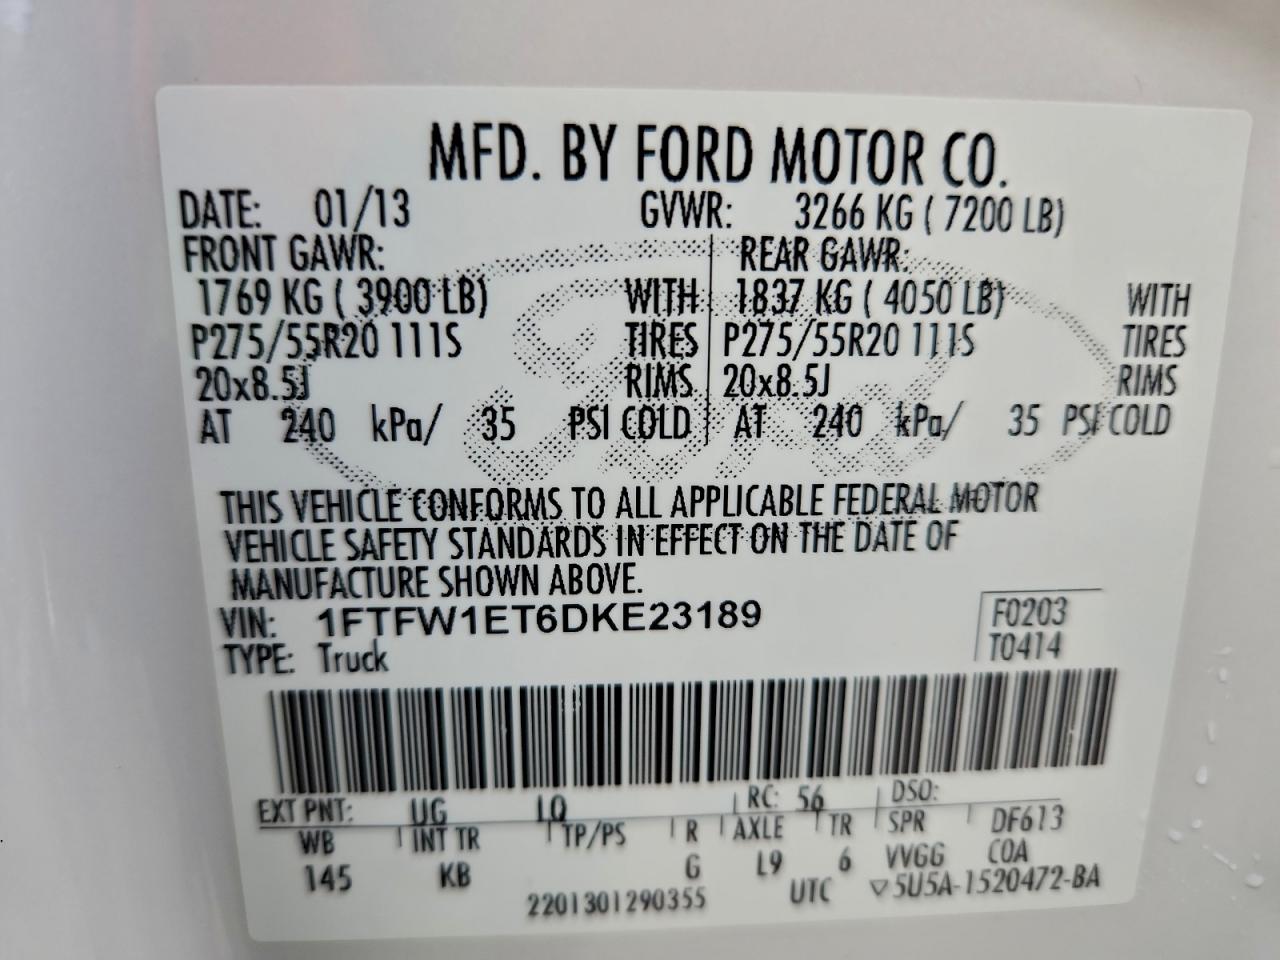 MFD. BY FORD MOTOR CO.
DATE: 01/13 GVWR: 3266 KG ( 7200 LB)
FRONT GAWR: REAR GAWR:
1769 KG ( 3900 LB) WITH 1837 KG ( 4050 LB) WITH
P275/55R20 111S TIRES P275/55R20 111S TIRES
20x8.5J RIMS 20x8.5J RIMS
AT 240 kPa/ 35 PSI COLD AT 240 kPa/ 35 PSI COLD
THIS VEHICLE CONFORMS TO ALL APPLICABLE FEDERAL MOTOR
VEHICLE SAFETY STANDARDS IN EFFECT ON THE DATE OF
MANUFACTURE SHOWN ABOVE.
VIN: 1FTFW1ET6DKE23189 F0203
TYPE: Truck T0414
EXT PNT: UG LQ RC: 56 DSO:
WB INT TR TP/PS R AXLE TR SPR DF613
145 KB G L9 6 VVGG COA
2201301290355 UTC ▽5U5A-1520472-BA
Ford